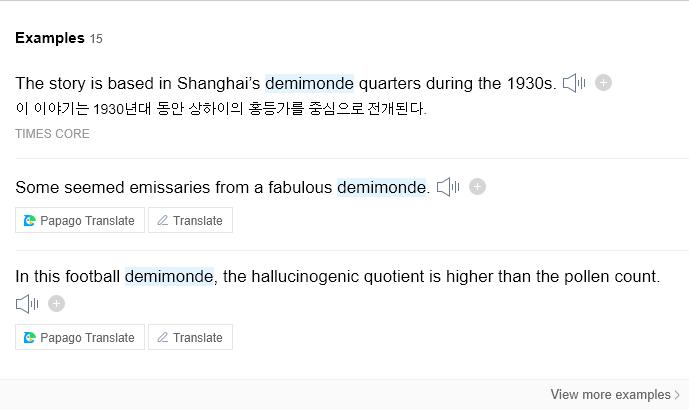 Examples 15
The story is based in Shanghai’s demimonde quarters during the 1930s.
이 이야기는 1930년대 동안 상하이의 홍등가를 중심으로 전개된다.
TIMES CORE
Some seemed emissaries from a fabulous demimonde.
Papago Translate Translate
In this football demimonde, the hallucinogenic quotient is higher than the pollen count.
Papago Translate Translate
View more examples